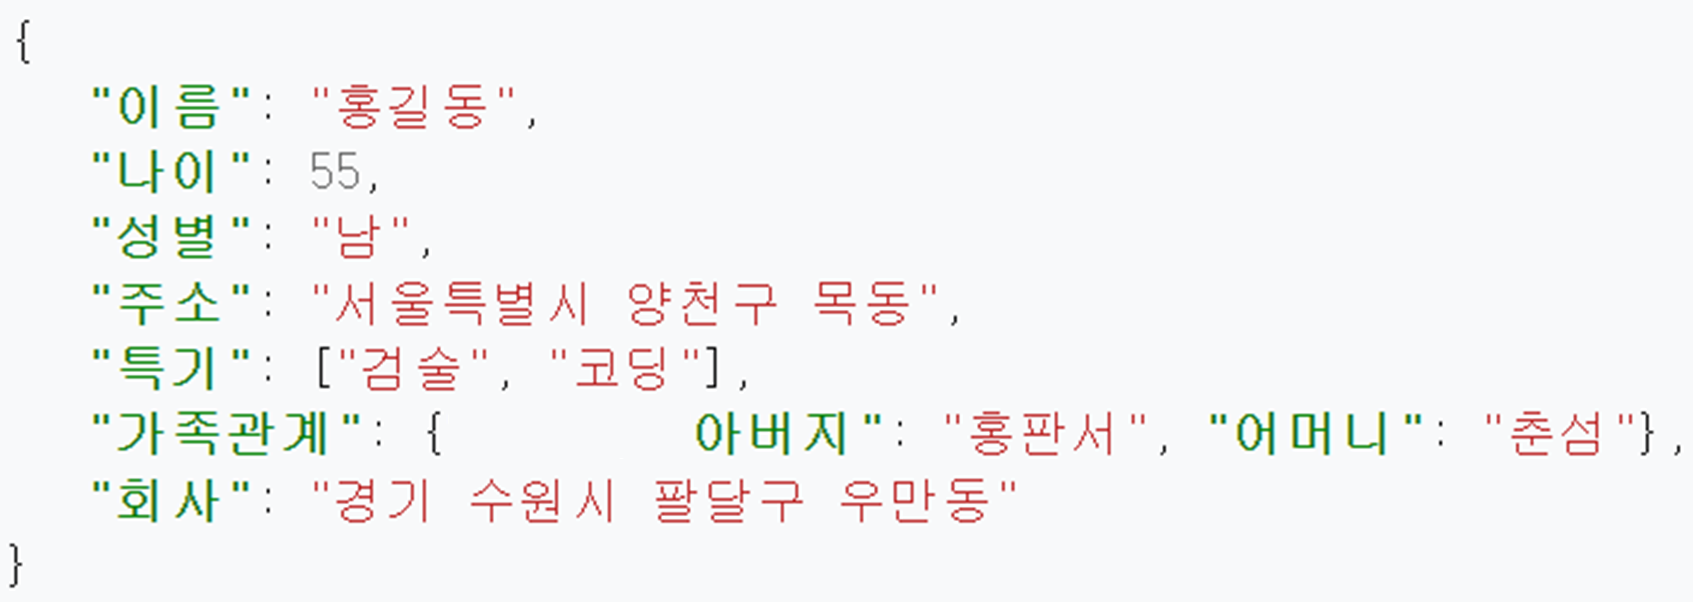 {
"이름": "홍길동",
"나이": 55,
"성별": "남",
"주소": "서울특별시 양천구 목동",
"특기": ["검술", "코딩"],
"가족관계": { 아버지": "홍판서", "어머니": "춘섬"},
"회사": "경기 수원시 팔달구 우만동"
}